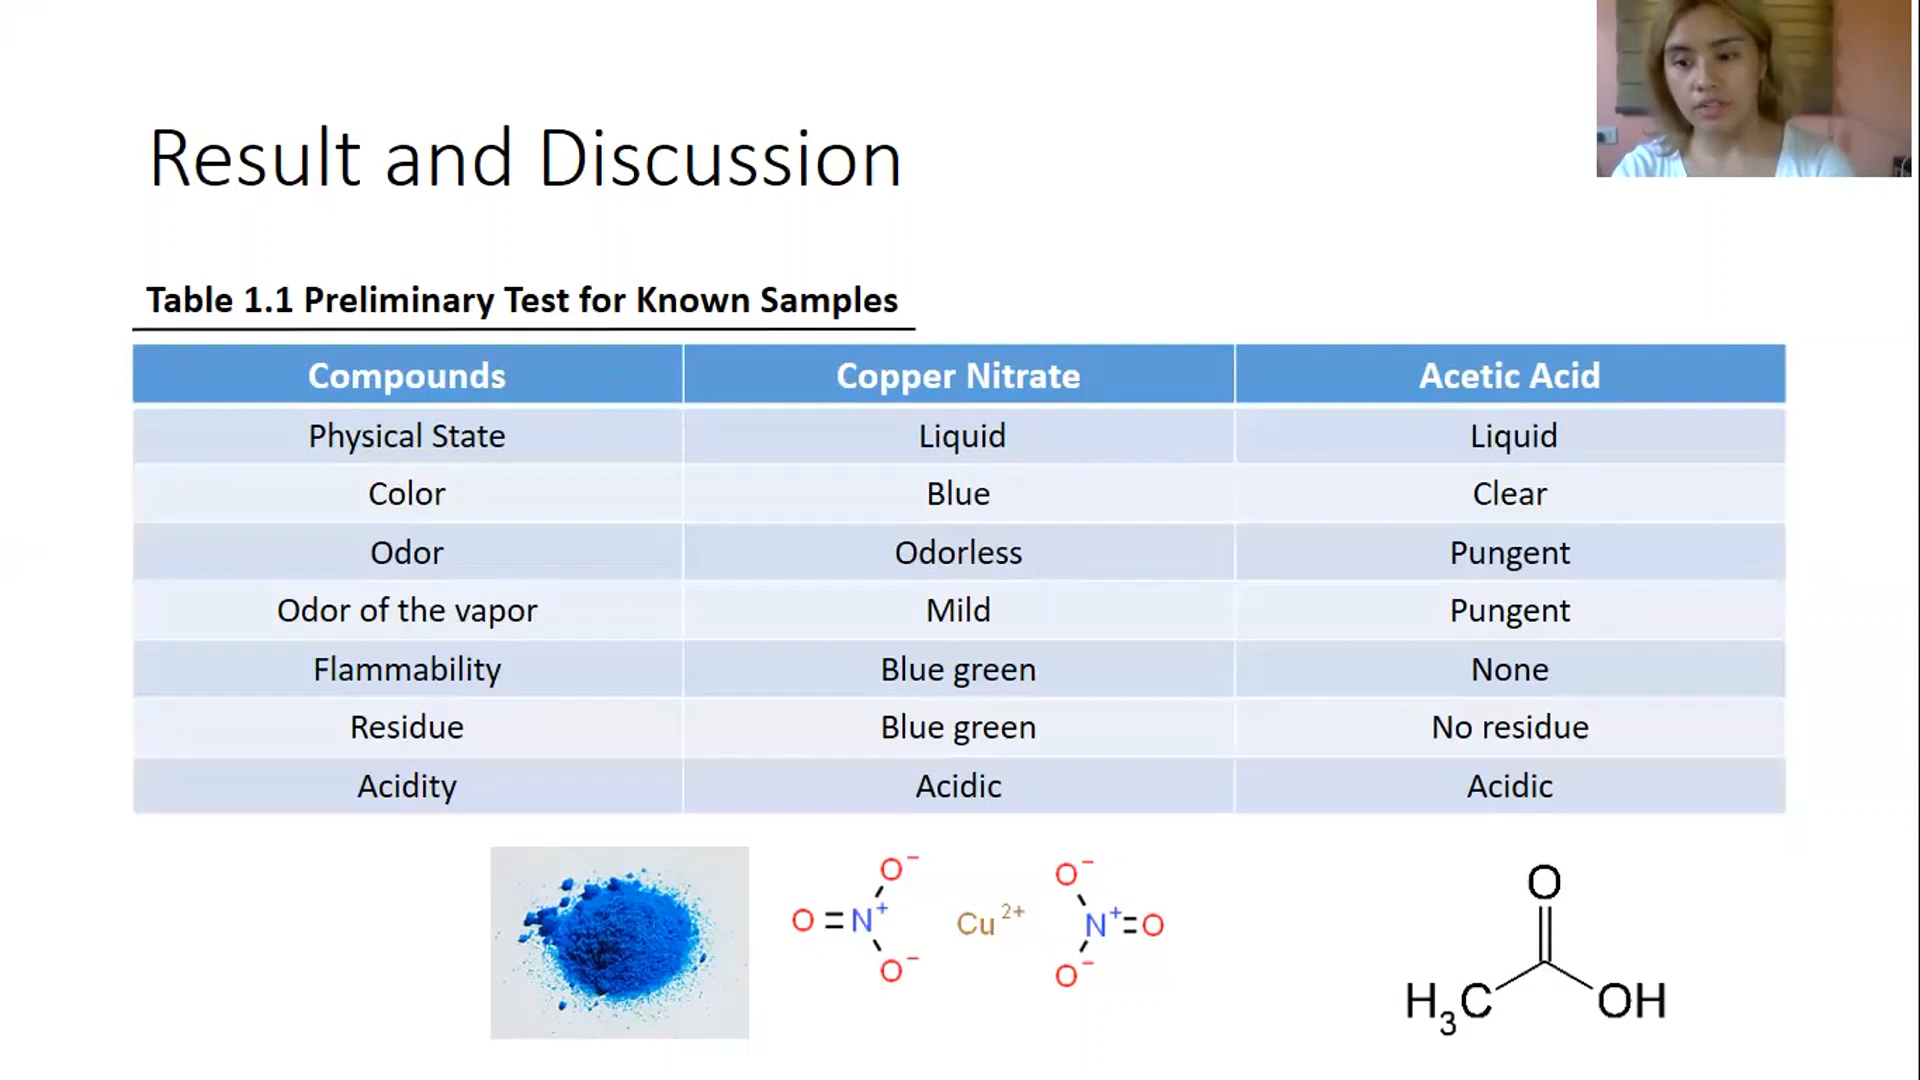 Result and Discussion
Table 1.1 Preliminary Test for Known Samples
Compounds Copper Nitrate Acetic Acid
Physical State Liquid Liquid
Color Blue Clear
Odor Odorless Pungent
Odor of the vapor Mild Pungent
Flammability Blue green None
Residue Blue green No residue
Acidity Acidic Acidic
O⁻ O⁻ O
O=N⁺ Cu²⁺ N⁺=O
O⁻ O⁻
H₃C OH